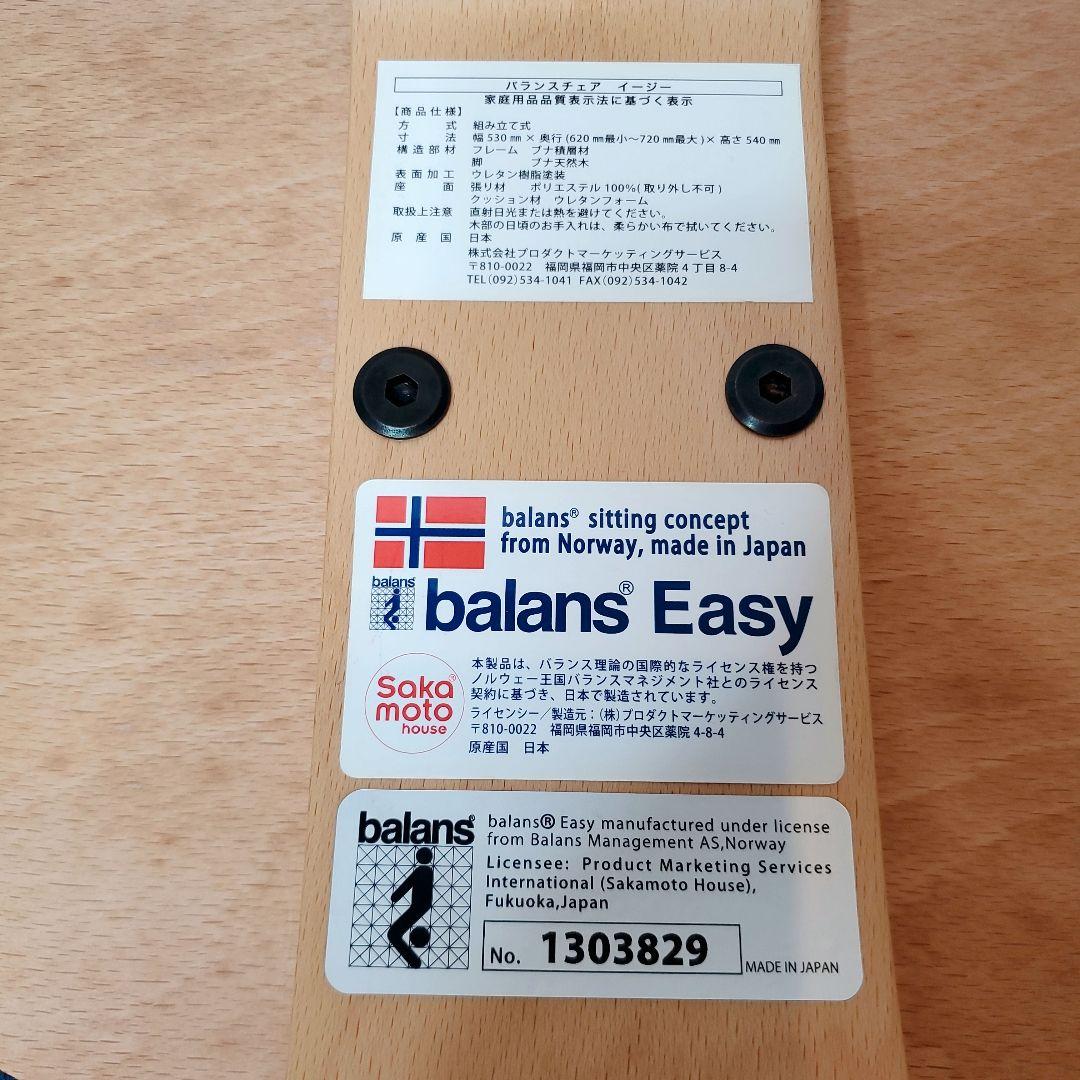 バランスチェア　イージー
家庭用品品質表示法に基づく表示
【商品仕様】
方　式　組み立て式
寸　法　幅 530 ㎜ × 奥行 (620 ㎜最小～720 ㎜最大 )× 高さ 540 ㎜
構造部材　フレーム　ブナ積層材
脚　ブナ天然木
表面加工　ウレタン樹脂塗装
座　面　張り材　ポリエステル 100%( 取り外し不可 )
クッション材　ウレタンフォーム
取扱上注意　直射日光または熱を避けてください。
木部の日頃のお手入れは、柔らかい布で拭いてください。
原産国　日本
株式会社プロダクトマーケッティングサービス
〒810-0022　福岡県福岡市中央区薬院 4 丁目 8-4
TEL(092)534-1041 FAX(092)534-1042
balans® sitting concept
from Norway, made in Japan
balans
balans® Easy
Saka®
moto
house
本製品は、バランス理論の国際的なライセンス権を持つ
ノルウェー王国バランスマネジメント社とのライセンス
契約に基づき、日本で製造されています。
ライセンシー／製造元：（株）プロダクトマーケッティングサービス
〒810-0022　福岡県福岡市中央区薬院 4-8-4
原産国　日本
balans®
balans® Easy manufactured under license
from Balans Management AS,Norway
Licensee: Product Marketing Services
International (Sakamoto House),
Fukuoka,Japan
No. 1303829
MADE IN JAPAN